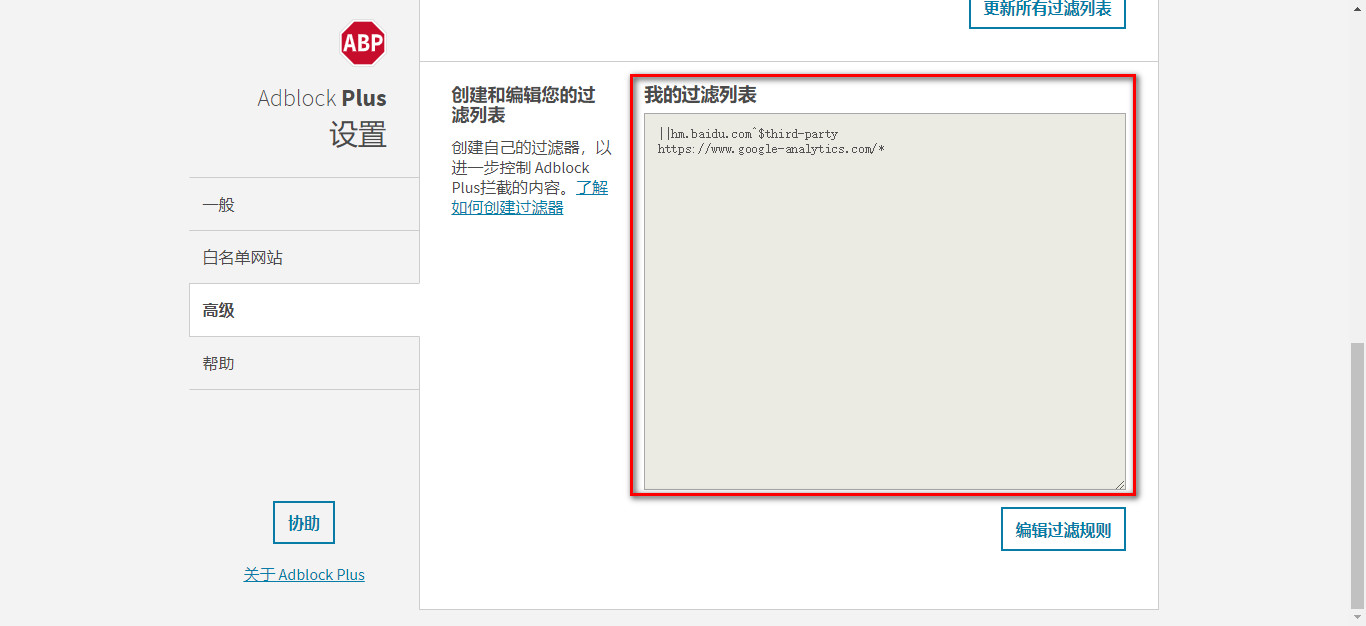 更新所有过滤列表
ABP
Adblock Plus
设置
一般
白名单网站
高级
帮助
协助
关于 Adblock Plus
创建和编辑您的过
滤列表
创建自己的过滤器，以
进一步控制 Adblock
Plus拦截的内容。了解
如何创建过滤器
我的过滤列表
||hm.baidu.com^$third-party
https://www.google-analytics.com/*
编辑过滤规则